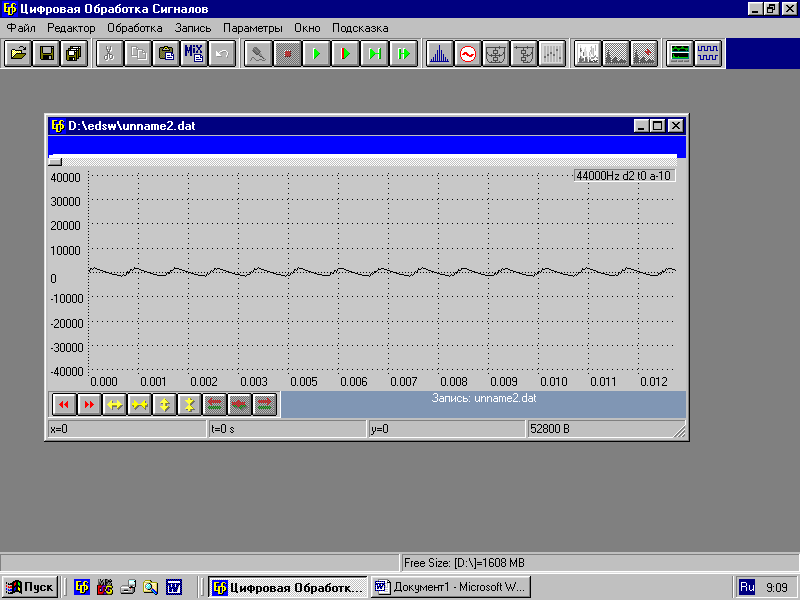 Цифровая Обработка Сигналов
Файл Редактор Обработка Запись Параметры Окно Подсказка
MiX
D:\edsw\unname2.dat
44000Hz d2 t0 a-10
40000
30000
20000
10000
0
-10000
-20000
-30000
-40000
0.000 0.001 0.002 0.003 0.005 0.006 0.007 0.008 0.009 0.010 0.011 0.012
Запись: unname2.dat
x=0 t=0 s y=0 52800 B
Free Size: [D:\]=1608 MB
Пуск Цифровая Обработк... Документ1 - Microsoft W... Ru 9:09